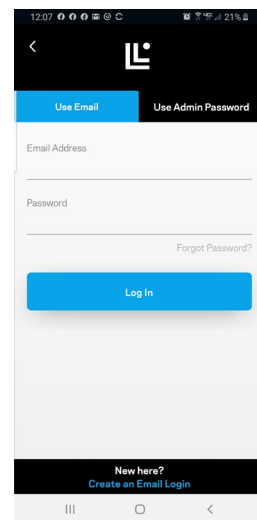 12:07 21%
Use Email Use Admin Password
Email Address
Password
Forgot Password?
Log In
New here?
Create an Email Login